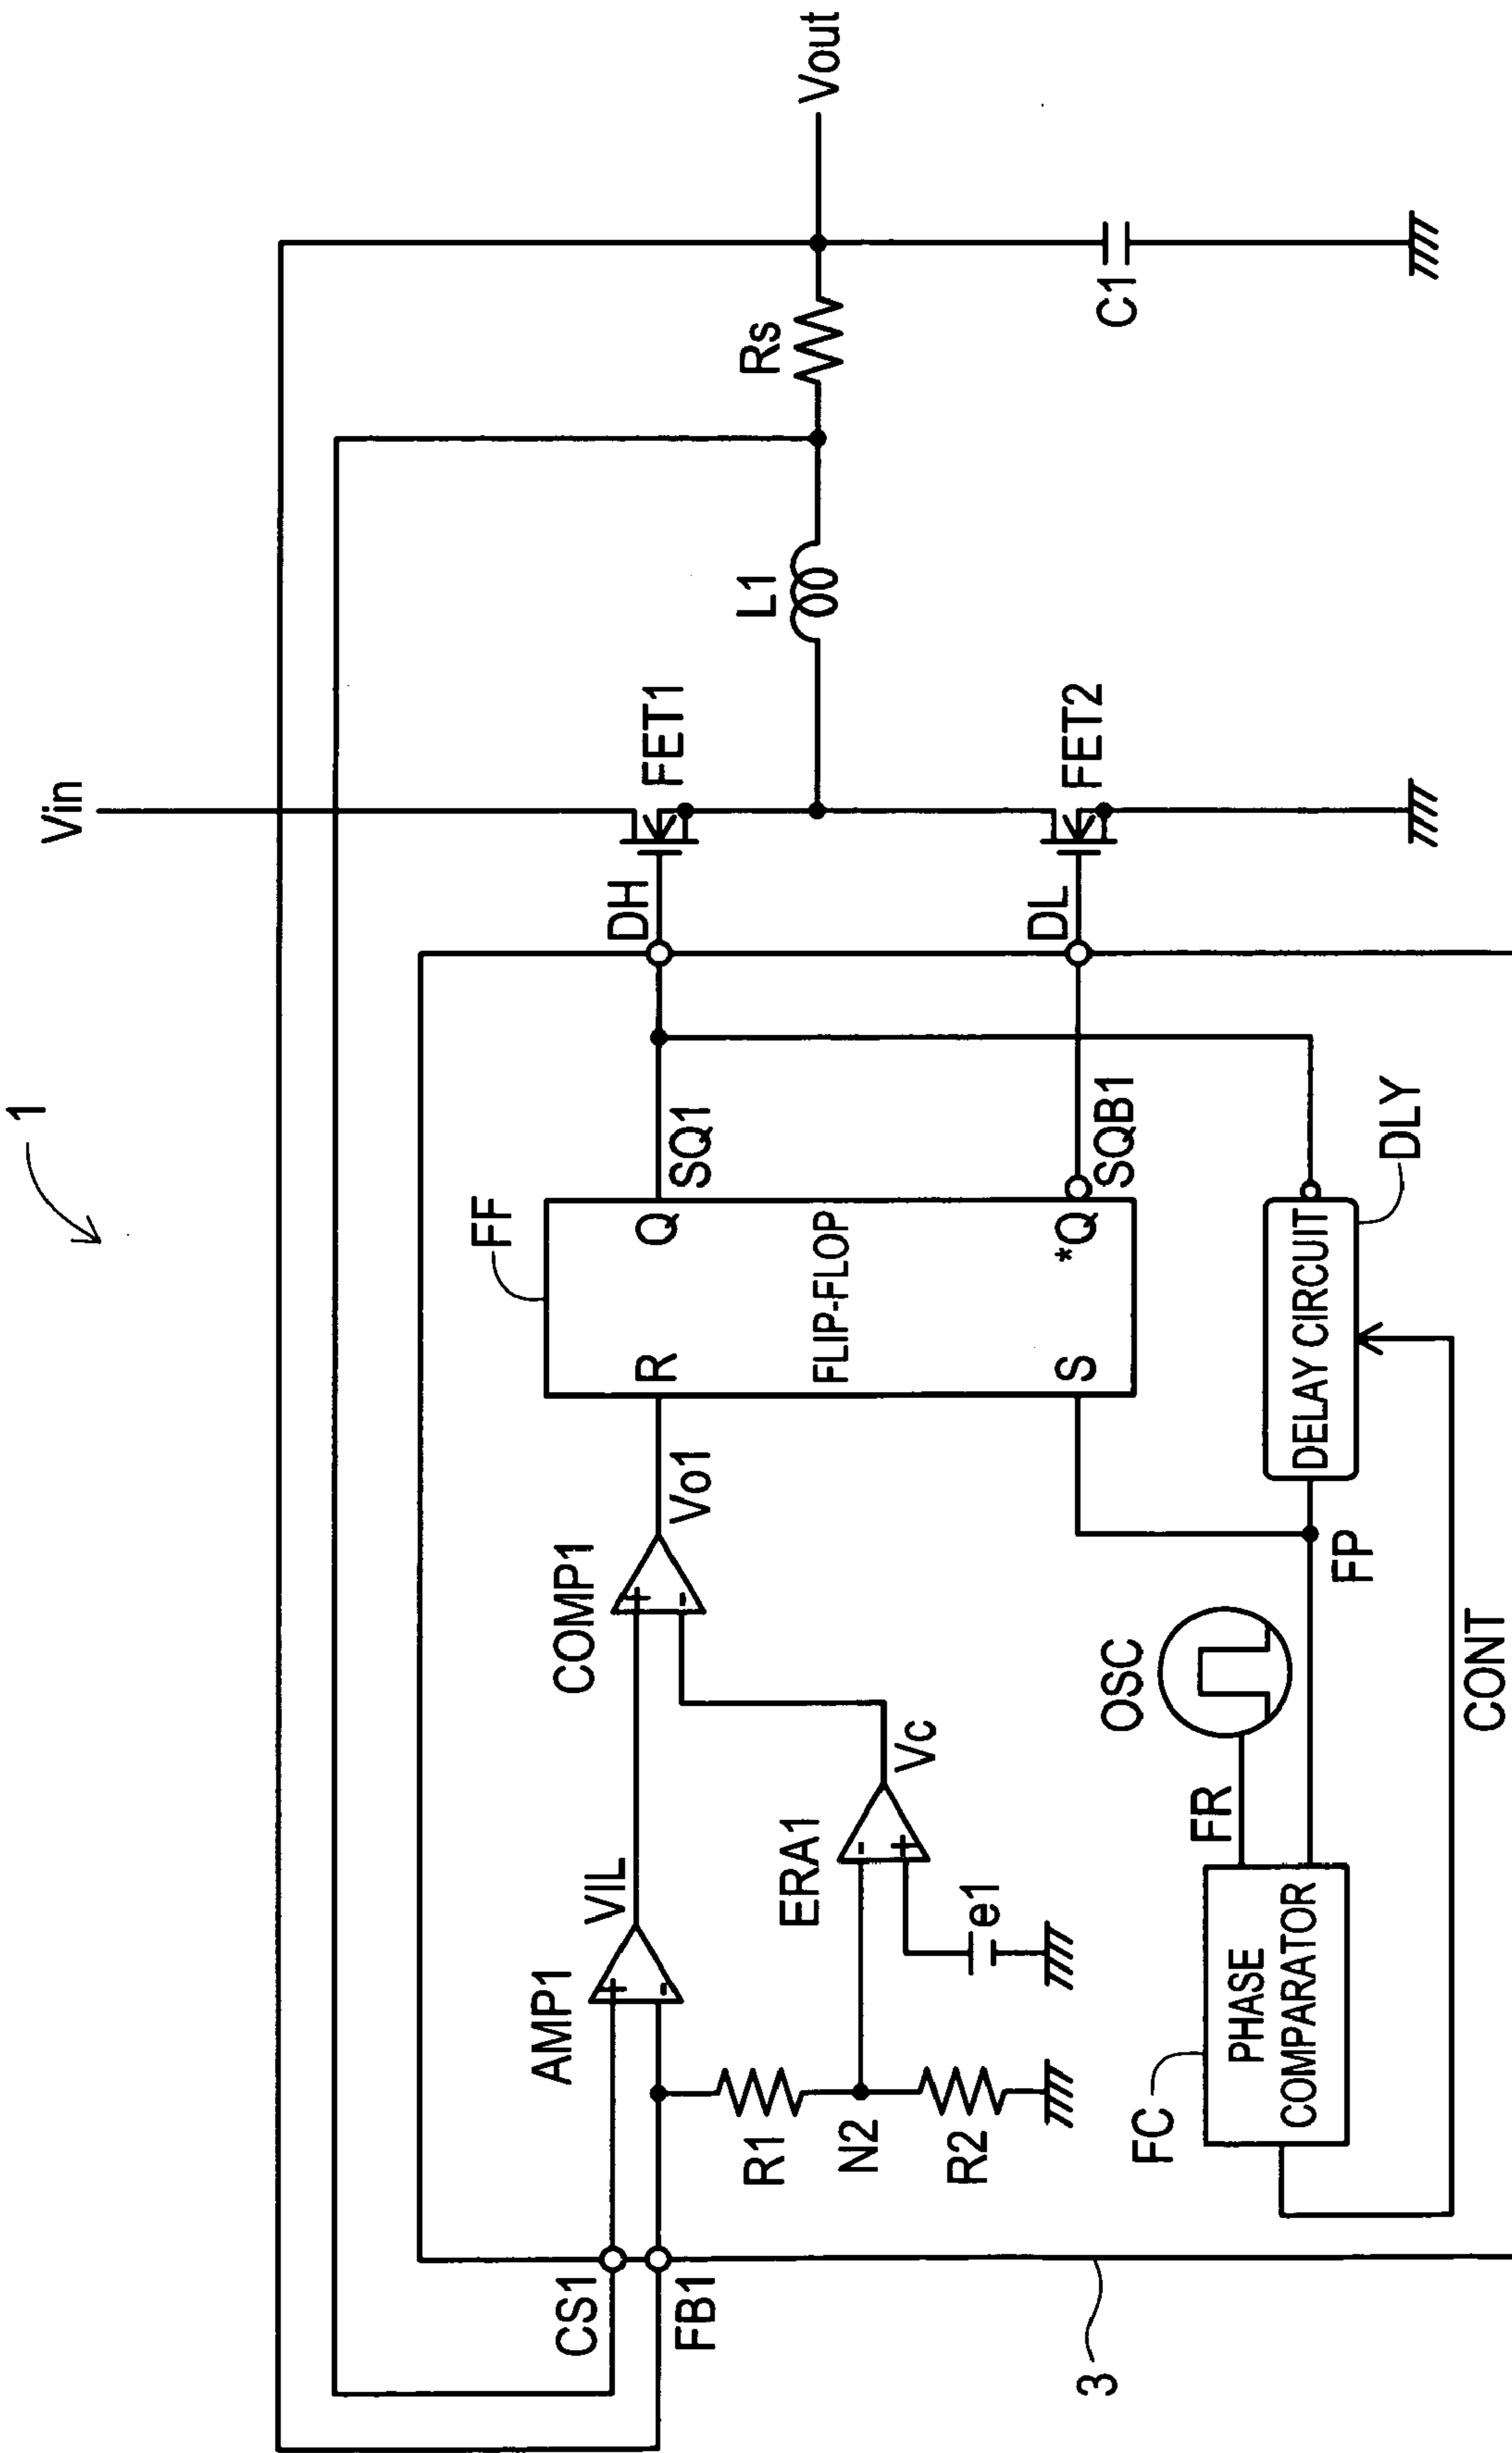 1
Vin
Vout
FET1
L1
Rs
FET2
C1
DH
DL
FF
SQ1
SQB1
R
Q
FLIP-FLOP
S
*Q
DLY
DELAY CIRCUIT
COMP1
+
-
Vo1
AMP1
+
-
VIL
ERA1
-
+
Vc
e1
R1
N2
R2
CS1
FB1
OSC
FR
FP
CONT
FC
PHASE
COMPARATOR
3